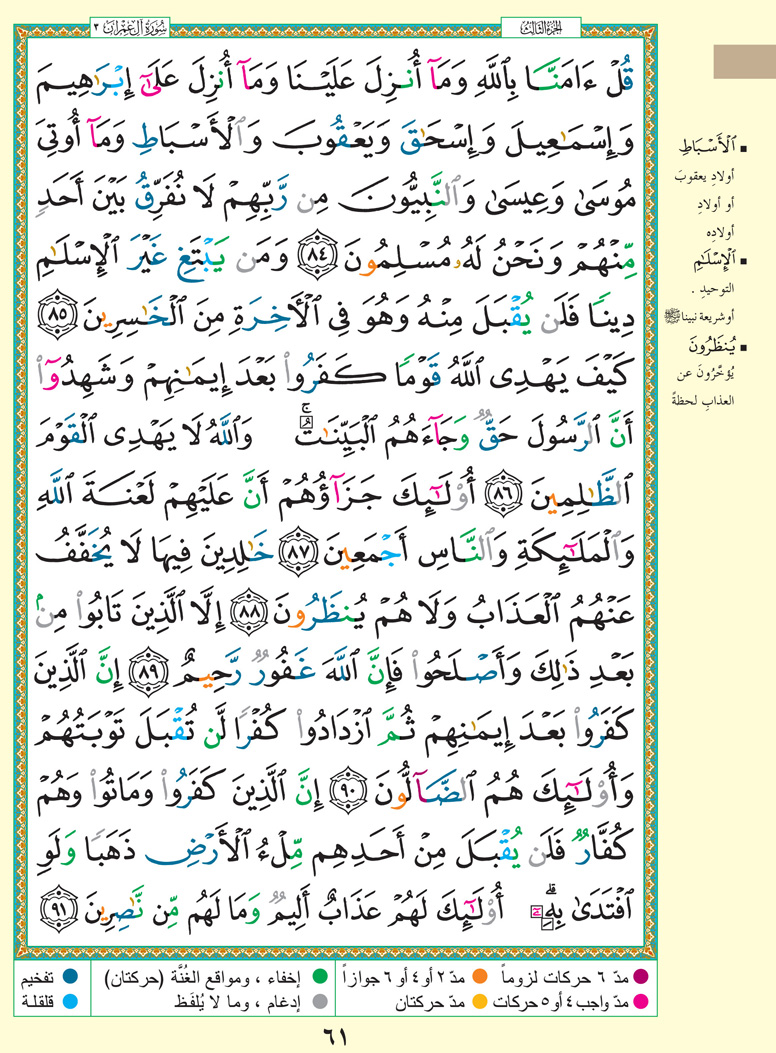 الجزء الثالث
سورة آل عمران ٣
قُلْ ءَامَنَّا بِٱللَّهِ وَمَآ أُنزِلَ عَلَيْنَا وَمَآ أُنزِلَ عَلَىٰٓ إِبْرَٰهِيمَ
وَإِسْمَٰعِيلَ وَإِسْحَٰقَ وَيَعْقُوبَ وَٱلْأَسْبَاطِ وَمَآ أُوتِيَ
مُوسَىٰ وَعِيسَىٰ وَٱلنَّبِيُّونَ مِن رَّبِّهِمْ لَا نُفَرِّقُ بَيْنَ أَحَدٍ
مِّنْهُمْ وَنَحْنُ لَهُۥ مُسْلِمُونَ ٨٤ وَمَن يَبْتَغِ غَيْرَ ٱلْإِسْلَٰمِ
دِينًا فَلَن يُقْبَلَ مِنْهُ وَهُوَ فِى ٱلْأَخِرَةِ مِنَ ٱلْخَٰسِرِينَ ٨٥
كَيْفَ يَهْدِى ٱللَّهُ قَوْمًا كَفَرُوا۟ بَعْدَ إِيمَٰنِهِمْ وَشَهِدُوٓا۟
أَنَّ ٱلرَّسُولَ حَقٌّ وَجَآءَهُمُ ٱلْبَيِّنَٰتُ ۚ وَٱللَّهُ لَا يَهْدِى ٱلْقَوْمَ
ٱلظَّٰلِمِينَ ٨٦ أُو۟لَٰٓئِكَ جَزَآؤُهُمْ أَنَّ عَلَيْهِمْ لَعْنَةَ ٱللَّهِ
وَٱلْمَلَٰٓئِكَةِ وَٱلنَّاسِ أَجْمَعِينَ ٨٧ خَٰلِدِينَ فِيهَا لَا يُخَفَّفُ
عَنْهُمُ ٱلْعَذَابُ وَلَا هُمْ يُنظَرُونَ ٨٨ إِلَّا ٱلَّذِينَ تَابُوا۟ مِنۢ
بَعْدِ ذَٰلِكَ وَأَصْلَحُوا۟ فَإِنَّ ٱللَّهَ غَفُورٌ رَّحِيمٌ ٨٩ إِنَّ ٱلَّذِينَ
كَفَرُوا۟ بَعْدَ إِيمَٰنِهِمْ ثُمَّ ٱزْدَادُوا۟ كُفْرًا لَّن تُقْبَلَ تَوْبَتُهُمْ
وَأُو۟لَٰٓئِكَ هُمُ ٱلضَّآلُّونَ ٩٠ إِنَّ ٱلَّذِينَ كَفَرُوا۟ وَمَاتُوا۟ وَهُمْ
كُفَّارٌ فَلَن يُقْبَلَ مِنْ أَحَدِهِم مِّلْءُ ٱلْأَرْضِ ذَهَبًا وَلَوِ
ٱفْتَدَىٰ بِهِۦٓ ۗ أُو۟لَٰٓئِكَ لَهُمْ عَذَابٌ أَلِيمٌ وَمَا لَهُم مِّن نَّٰصِرِينَ ٩١
▪ ٱلْأَسْبَاطِ
أولادِ يعقوبَ
أو أولادِ
أولادِه
▪ ٱلْإِسْلَٰمِ
التوحيدِ .
أو شريعة نبينا ﷺ
▪ يُنظَرُونَ
يُؤخَّرُونَ عن
العذابِ لحظةً
● مدّ ٦ حركات لزوماً ● مدّ ٢ أو ٤ أو ٦ جوازاً ● إخفاء ، ومواقع الغُنَّة (حركتان) ● تفخيم
● مدّ واجب ٤ أو ٥ حركات ● مدّ حركتان ● إدغام ، وما لا يُلفَظ ● قلقلة
٦١